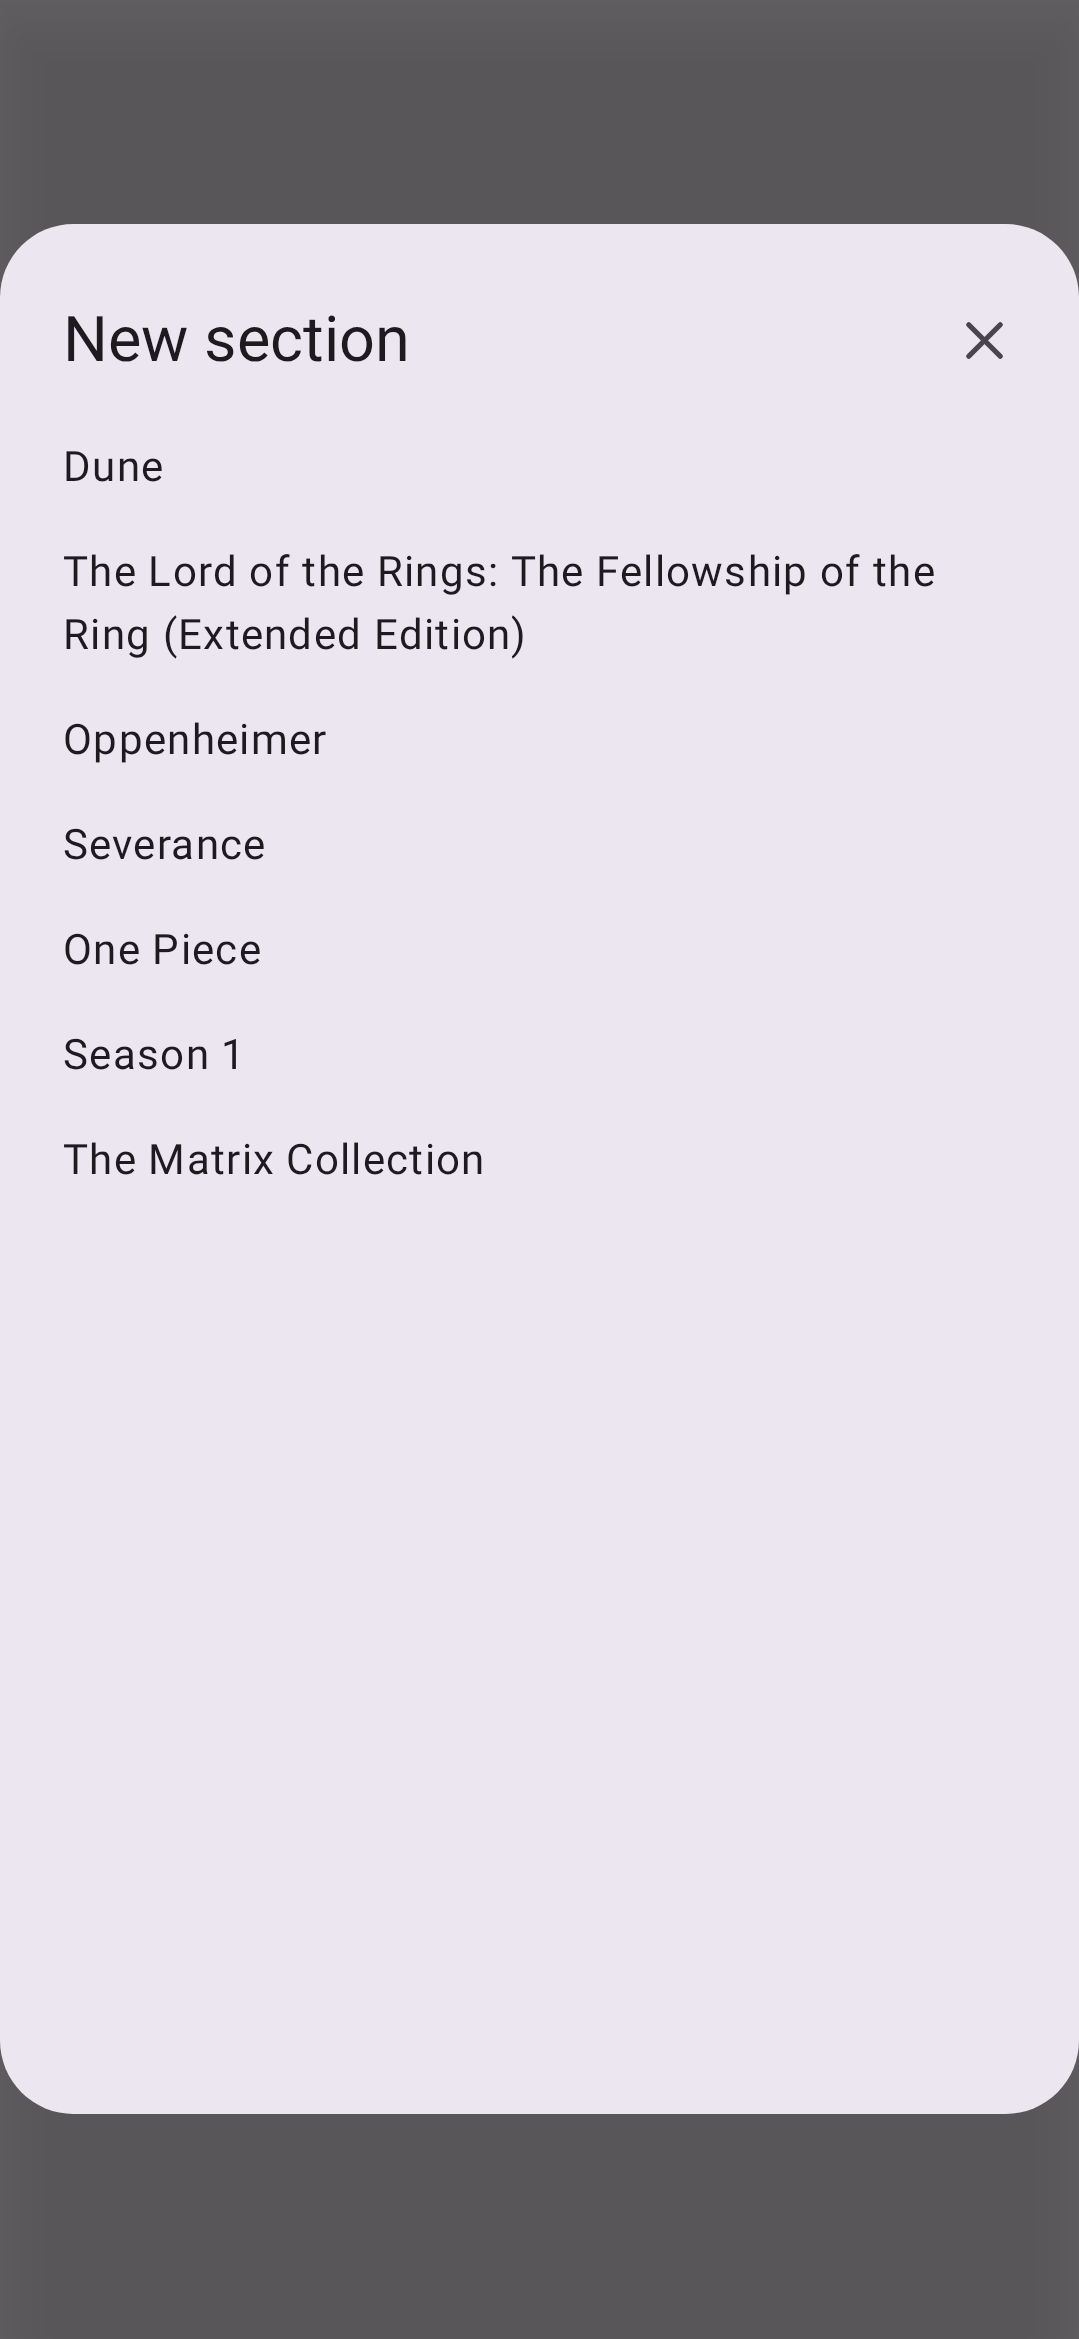 New section
Dune
The Lord of the Rings: The Fellowship of the
Ring (Extended Edition)
Oppenheimer
Severance
One Piece
Season 1
The Matrix Collection